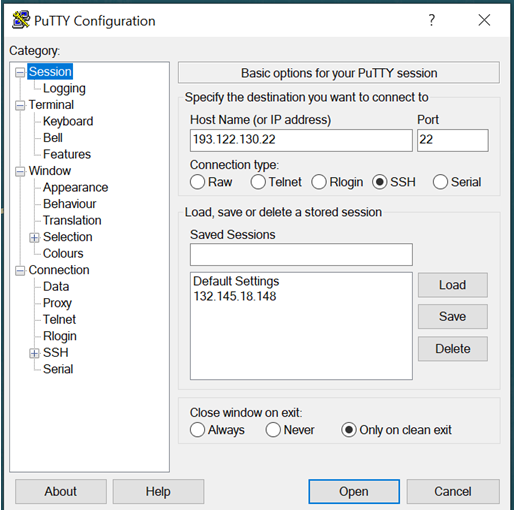 PuTTY Configuration
?
Category:
Session
Logging
Terminal
Keyboard
Bell
Features
Window
Appearance
Behaviour
Translation
Selection
Colours
Connection
Data
Proxy
Telnet
Rlogin
SSH
Serial
Basic options for your PuTTY session
Specify the destination you want to connect to
Host Name (or IP address) Port
193.122.130.22 22
Connection type:
Raw Telnet Rlogin SSH Serial
Load, save or delete a stored session
Saved Sessions
Default Settings
132.145.18.148
Load
Save
Delete
Close window on exit:
Always Never Only on clean exit
About Help Open Cancel